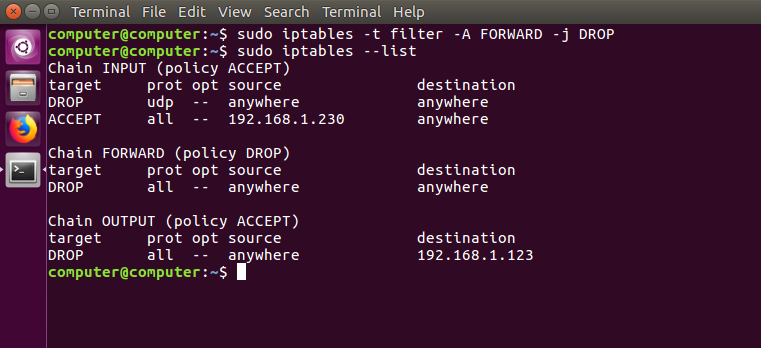 Terminal File Edit View Search Terminal Help
computer@computer:~$ sudo iptables -t filter -A FORWARD -j DROP
computer@computer:~$ sudo iptables --list
Chain INPUT (policy ACCEPT)
target     prot opt source               destination
DROP       udp  --  anywhere             anywhere
ACCEPT     all  --  192.168.1.230        anywhere

Chain FORWARD (policy DROP)
target     prot opt source               destination
DROP       all  --  anywhere             anywhere

Chain OUTPUT (policy ACCEPT)
target     prot opt source               destination
DROP       all  --  anywhere             192.168.1.123
computer@computer:~$